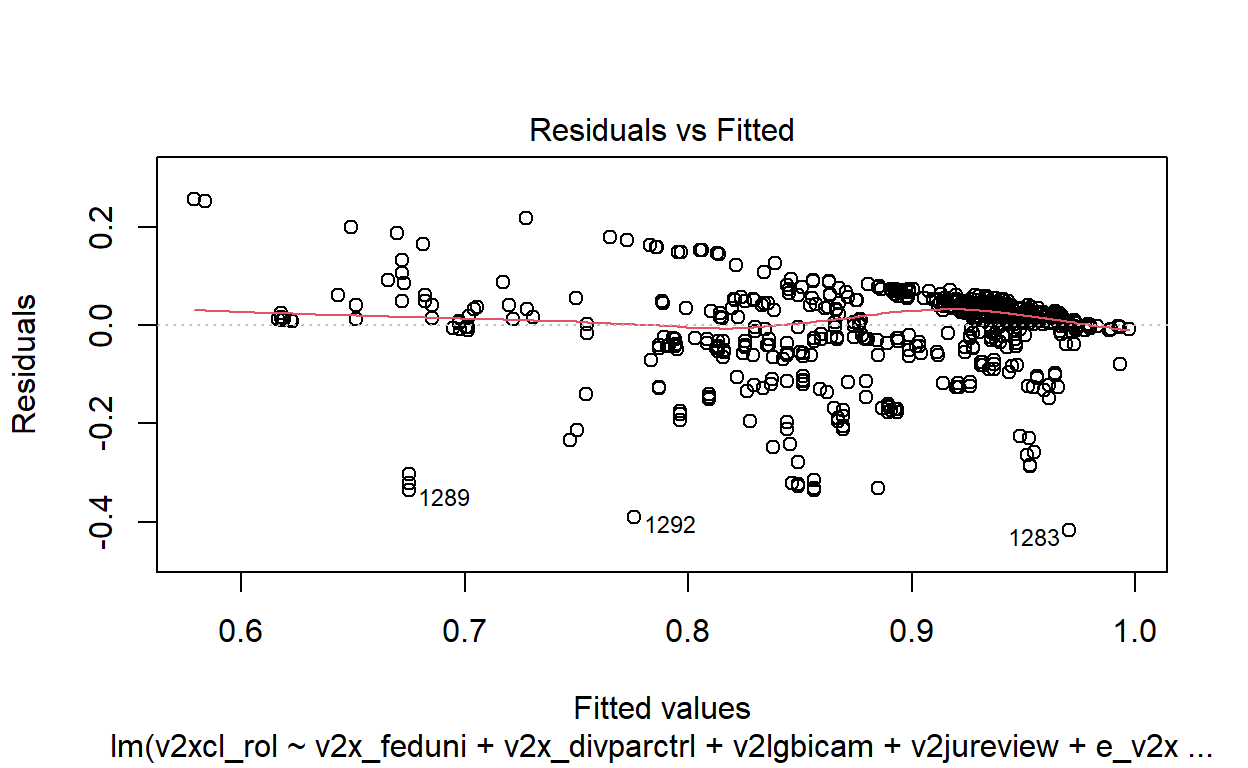 Residuals vs Fitted
Residuals
0.2
0.0
-0.2
-0.4
1289
1292
1283
0.6 0.7 0.8 0.9 1.0
Fitted values
lm(v2xcl_rol ~ v2x_feduni + v2x_divparctrl + v2lgbicam + v2jureview + e_v2x ...